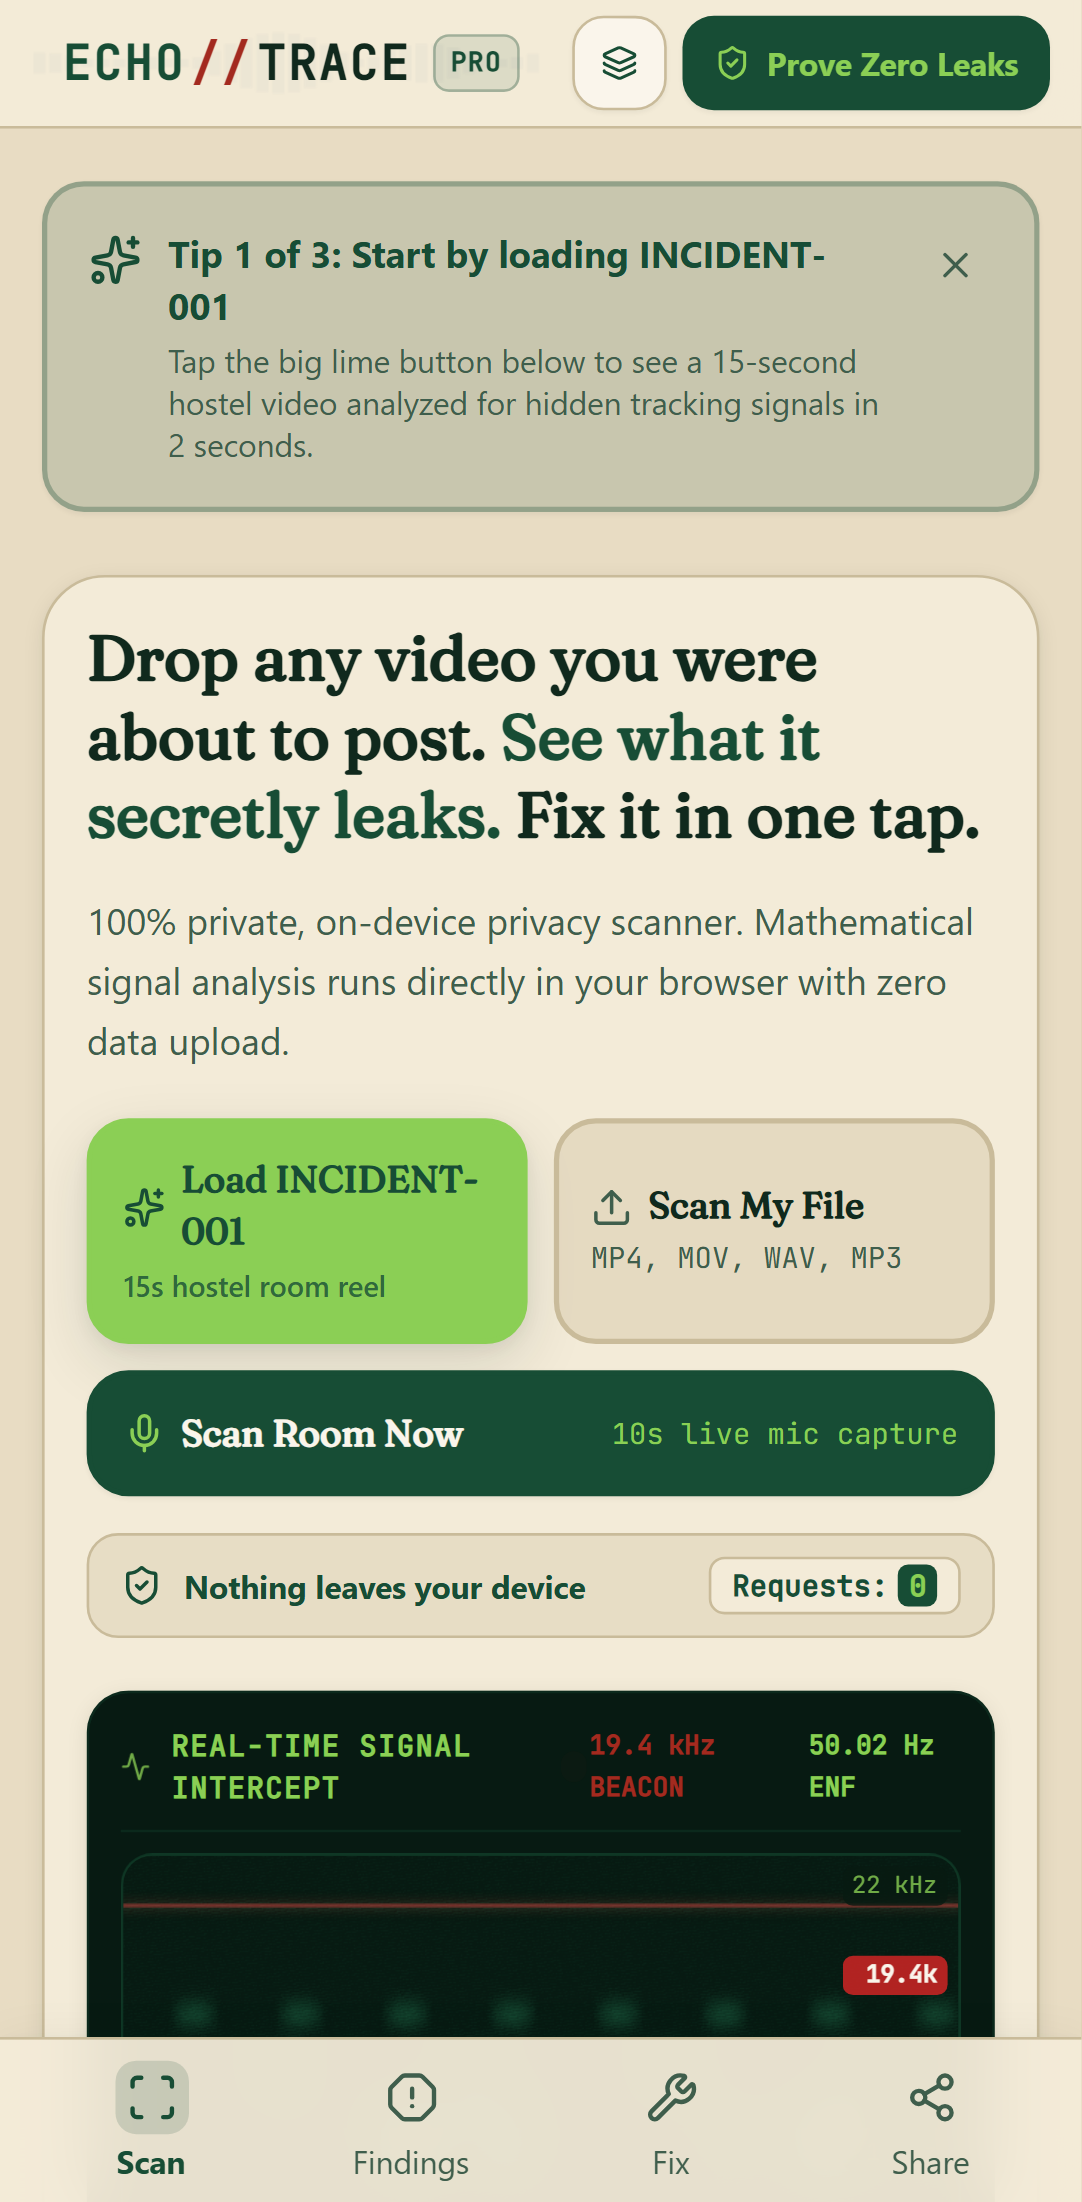 ECHO//TRACE PRO
Prove Zero Leaks
Tip 1 of 3: Start by loading INCIDENT-
001
Tap the big lime button below to see a 15-second
hostel video analyzed for hidden tracking signals in
2 seconds.
Drop any video you were
about to post. See what it
secretly leaks. Fix it in one tap.
100% private, on-device privacy scanner. Mathematical
signal analysis runs directly in your browser with zero
data upload.
Load INCIDENT-
001
15s hostel room reel
Scan My File
MP4, MOV, WAV, MP3
Scan Room Now
10s live mic capture
Nothing leaves your device
Requests: 0
REAL-TIME SIGNAL
INTERCEPT
19.4 kHz
BEACON
50.02 Hz
ENF
22 kHz
19.4k
Scan
Findings
Fix
Share